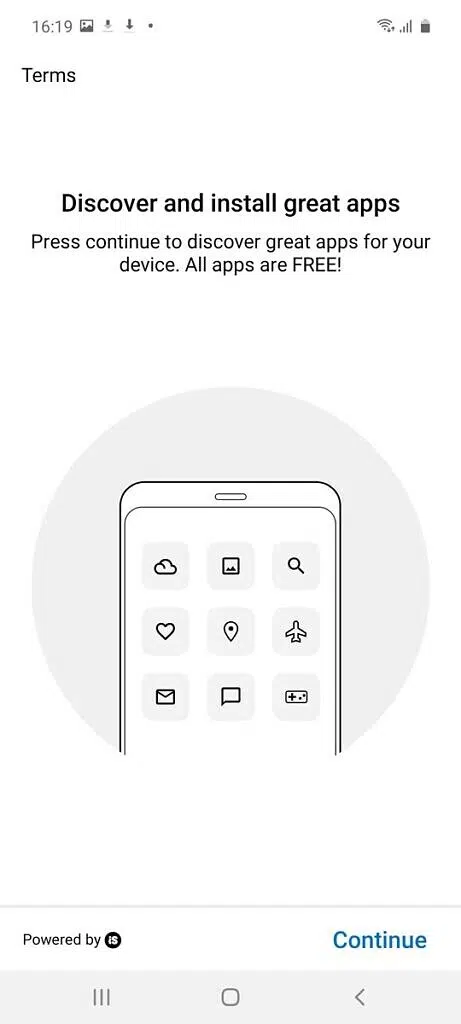 16:19
Terms
Discover and install great apps
Press continue to discover great apps for your
device. All apps are FREE!
Powered by iS
Continue